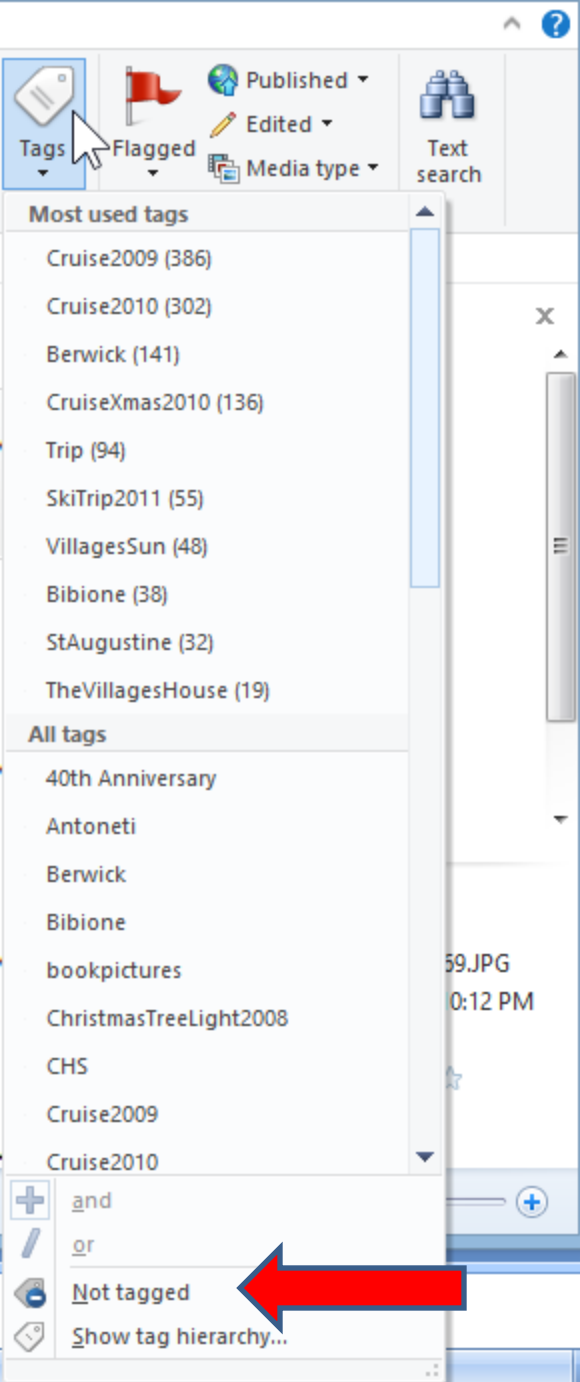 ?
Published
Edited
Media type
Tags
Flagged
Text
search
Most used tags
Cruise2009 (386)
Cruise2010 (302)
Berwick (141)
CruiseXmas2010 (136)
Trip (94)
SkiTrip2011 (55)
VillagesSun (48)
Bibione (38)
StAugustine (32)
TheVillagesHouse (19)
All tags
40th Anniversary
Antoneti
Berwick
Bibione
bookpictures
ChristmasTreeLight2008
CHS
Cruise2009
Cruise2010
and
or
Not tagged
Show tag hierarchy...
x
69.JPG
0:12 PM